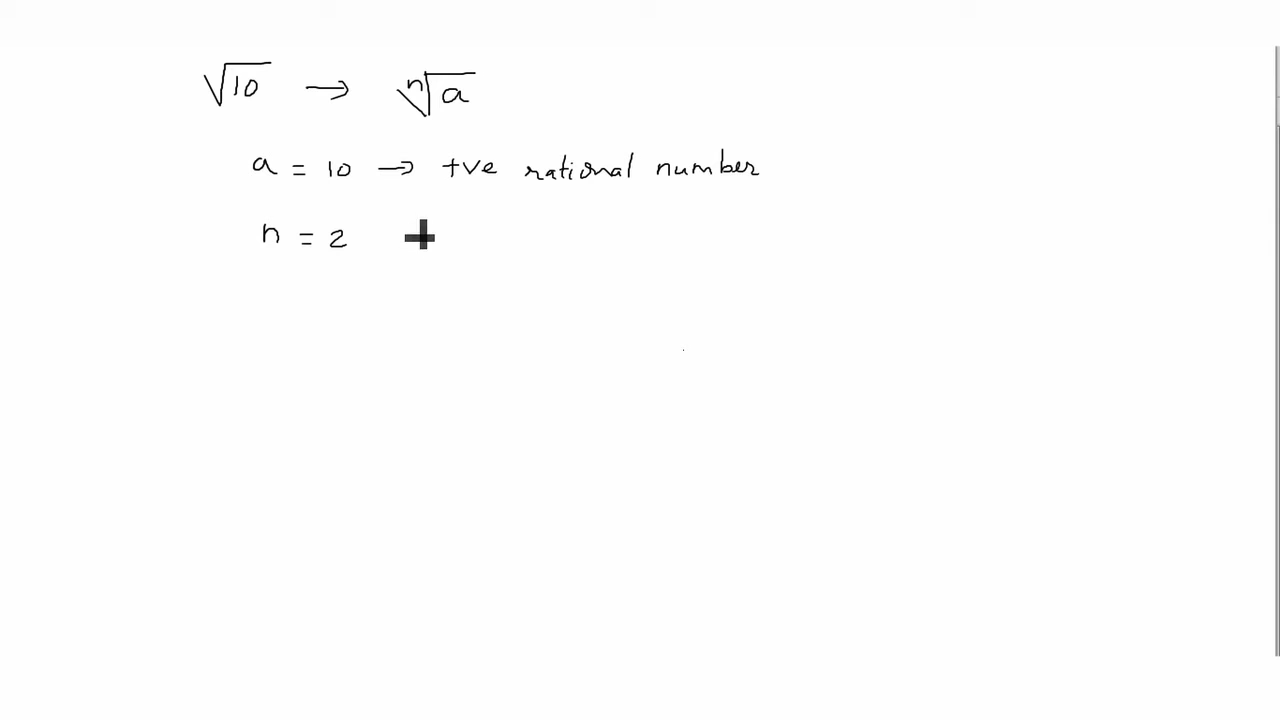 √10 → ⁿ√a
a = 10 → +ve rational number
n = 2